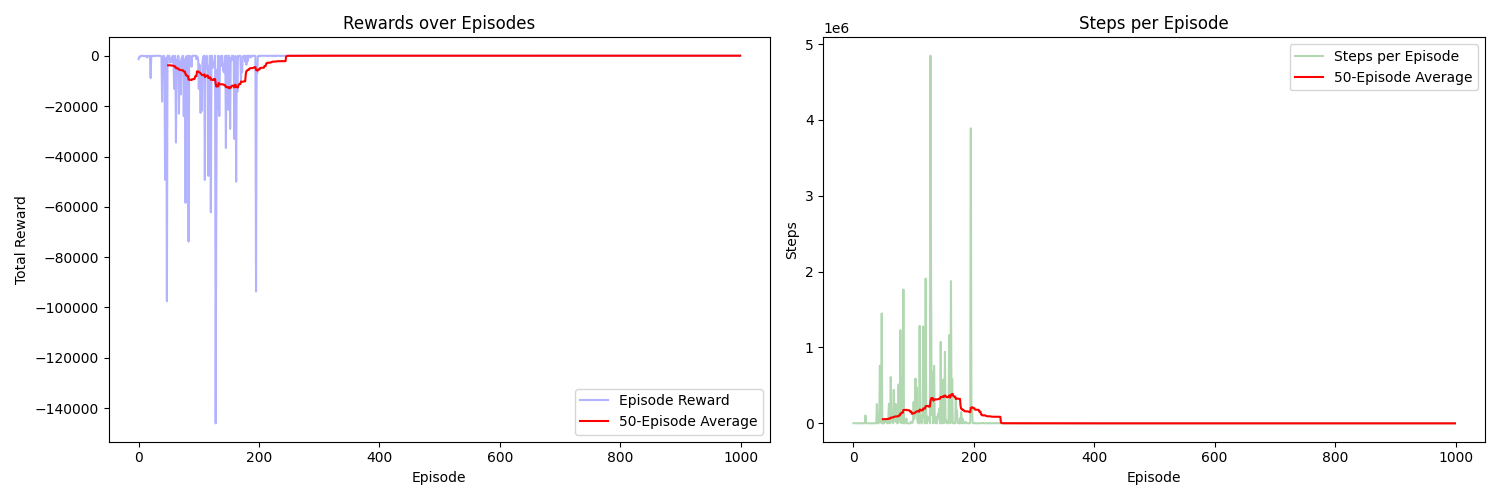 Rewards over Episodes
0
−20000
−40000
−60000
−80000
−100000
−120000
−140000
Total Reward
0
200
400
600
800
1000
Episode
Episode Reward
50-Episode Average
Steps per Episode
1e6
5
4
3
2
1
0
Steps
0
200
400
600
800
1000
Episode
Steps per Episode
50-Episode Average